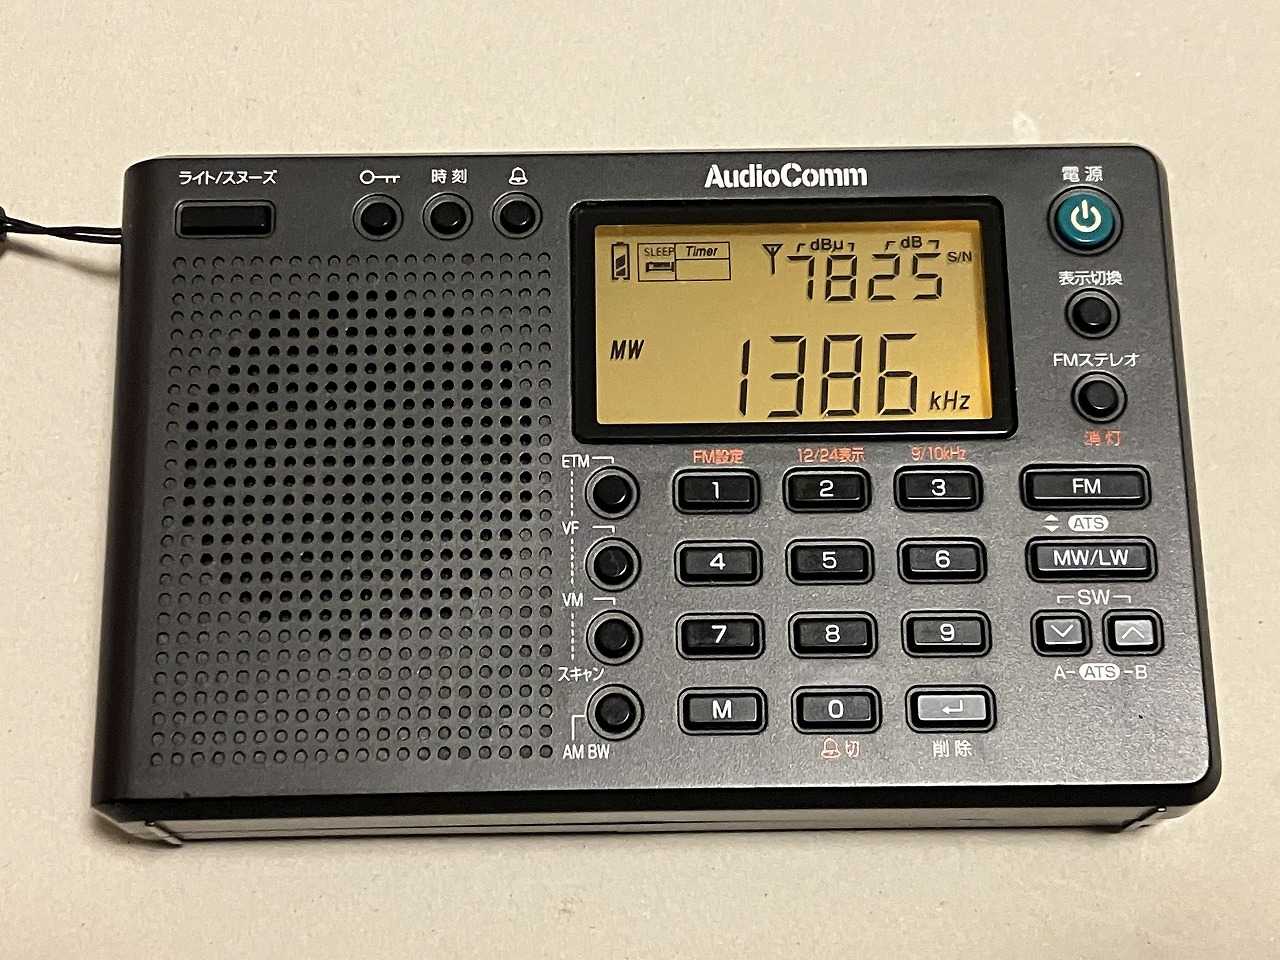 ライト/スヌーズ
時刻
AudioComm
電源
SLEEP Timer
dBμ dB
7825 S/N
表示切換
MW 1386 kHz
FMステレオ
消灯
ETM
FM設定 12/24表示 9/10kHz
1 2 3 FM
ATS
VF
4 5 6 MW/LW
VM
SW
7 8 9
スキャン
A-ATS-B
M 0
AM BW
切 削除